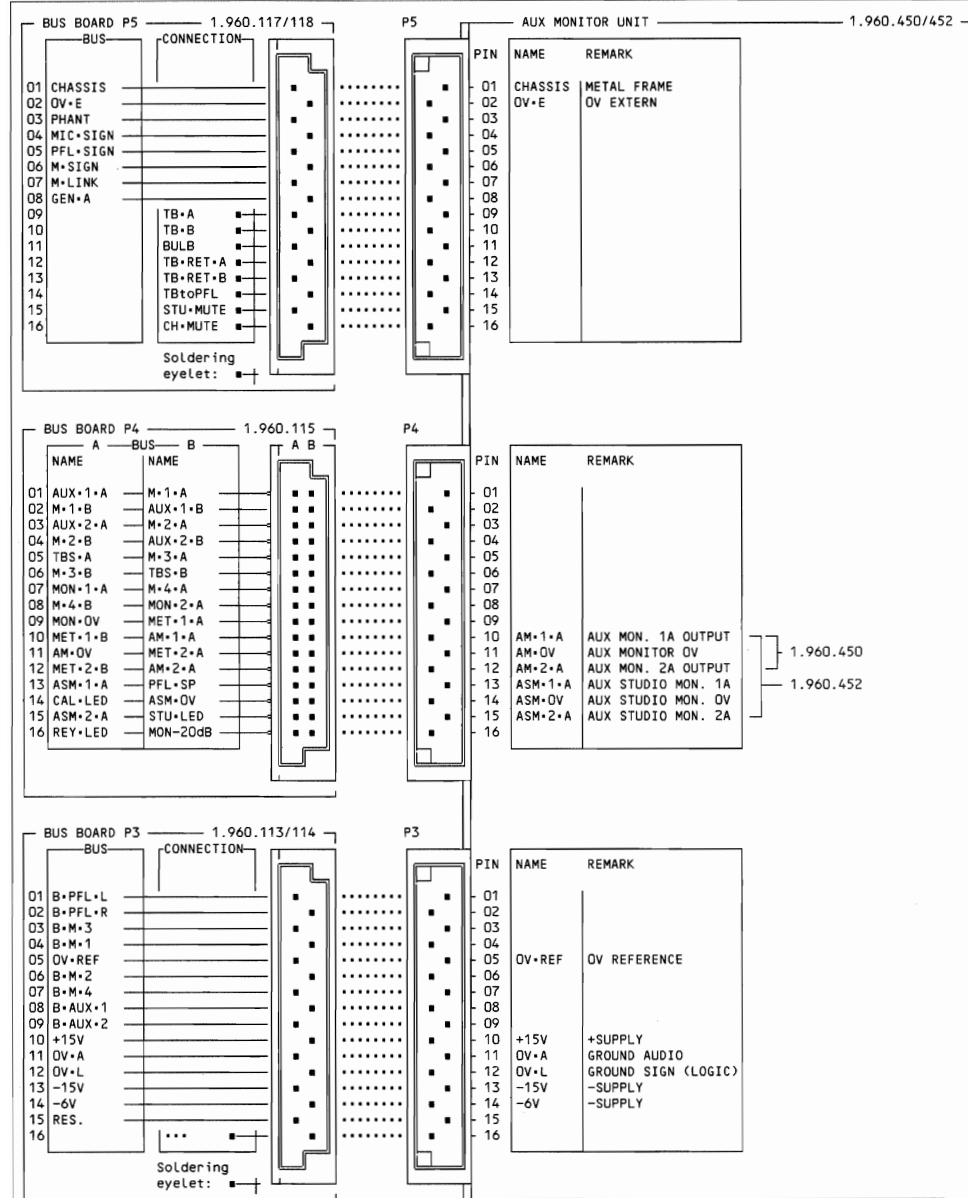 BUS BOARD P5 1.960.117/118 P5 AUX MONITOR UNIT 1.960.450/452
BUS CONNECTION
PIN NAME REMARK
01 CHASSIS 01 CHASSIS METAL FRAME
02 0V·E 02 0V·E 0V EXTERN
03 PHANT 03
04 MIC·SIGN 04
05 PFL·SIGN 05
06 M·SIGN 06
07 M·LINK 07
08 GEN·A 08
09 TB·A 09
10 TB·B 10
11 BULB 11
12 TB·RET·A 12
13 TB·RET·B 13
14 TBtoPFL 14
15 STU·MUTE 15
16 CH·MUTE 16
Soldering
eyelet:
BUS BOARD P4 1.960.115 P4
A BUS B A B
NAME NAME PIN NAME REMARK
01 AUX·1·A M·1·A 01
02 M·1·B AUX·1·B 02
03 AUX·2·A M·2·A 03
04 M·2·B AUX·2·B 04
05 TBS·A M·3·A 05
06 M·3·B TBS·B 06
07 MON·1·A M·4·A 07
08 M·4·B MON·2·A 08
09 MON·0V MET·1·A 09
10 MET·1·B AM·1·A 10 AM·1·A AUX MON. 1A OUTPUT
11 AM·0V MET·2·A 11 AM·0V AUX MONITOR 0V 1.960.450
12 MET·2·B AM·2·A 12 AM·2·A AUX MON. 2A OUTPUT
13 ASM·1·A PFL·SP 13 ASM·1·A AUX STUDIO MON. 1A 1.960.452
14 CAL·LED ASM·0V 14 ASM·0V AUX STUDIO MON. 0V
15 ASM·2·A STU·LED 15 ASM·2·A AUX STUDIO MON. 2A
16 REY·LED MON-20dB 16
BUS BOARD P3 1.960.113/114 P3
BUS CONNECTION
PIN NAME REMARK
01 B·PFL·L 01
02 B·PFL·R 02
03 B·M·3 03
04 B·M·1 04
05 0V·REF 05 0V·REF 0V REFERENCE
06 B·M·2 06
07 B·M·4 07
08 B·AUX·1 08
09 B·AUX·2 09
10 +15V 10 +15V +SUPPLY
11 0V·A 11 0V·A GROUND AUDIO
12 0V·L 12 0V·L GROUND SIGN (LOGIC)
13 -15V 13 -15V -SUPPLY
14 -6V 14 -6V -SUPPLY
15 RES. 15
16 ··· 16
Soldering
eyelet: